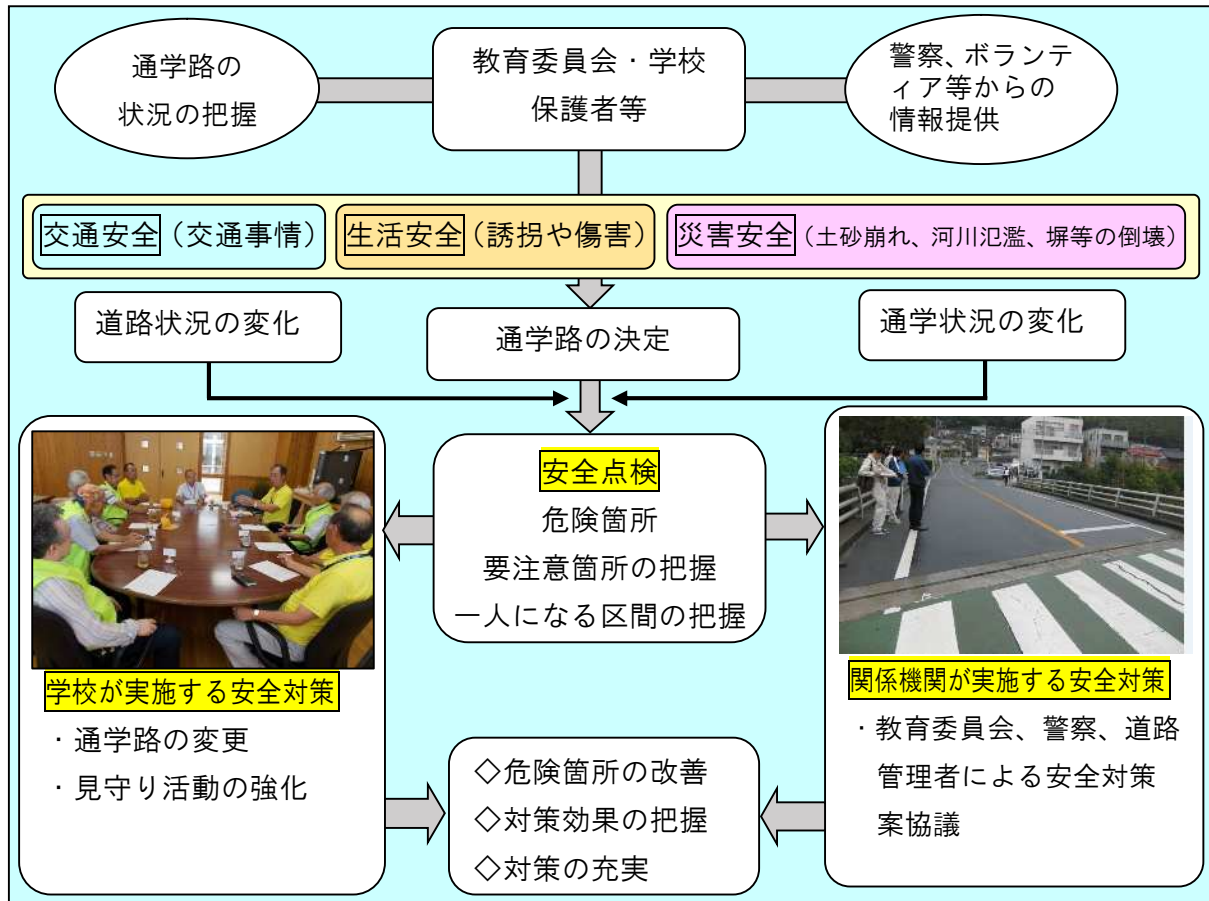 通学路の
状況の把握
教育委員会・学校
保護者等
警察、ボランテ
ィア等からの
情報提供
交通安全（交通事情）
生活安全（誘拐や傷害）
災害安全（土砂崩れ、河川氾濫、塀等の倒壊）
道路状況の変化
通学路の決定
通学状況の変化
安全点検
危険箇所
要注意箇所の把握
一人になる区間の把握
学校が実施する安全対策
・通学路の変更
・見守り活動の強化
関係機関が実施する安全対策
・教育委員会、警察、道路
管理者による安全対策
案協議
◇危険箇所の改善
◇対策効果の把握
◇対策の充実